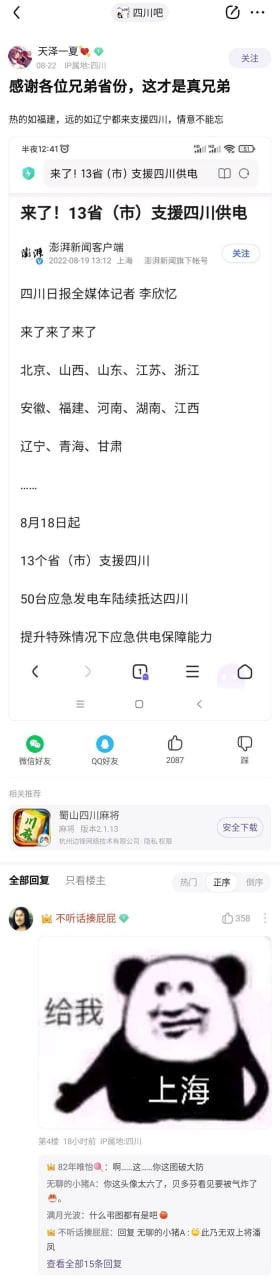 四川吧
天泽一夏
08-22 IP属地:四川
关注
感谢各位兄弟省份，这才是真兄弟
热的如福建，远的如辽宁都来支援四川，情意不能忘
半夜12:41
51
来了！13省 (市) 支援四川供电
来了！13省（市）支援四川供电
澎湃
澎湃新闻客户端
2022-08-19 13:12 上海 澎湃新闻旗下帐号
关注
四川日报全媒体记者 李欣忆
来了来了来了
北京、山西、山东、江苏、浙江
安徽、福建、河南、湖南、江西
辽宁、青海、甘肃
……
8月18日起
13个省（市）支援四川
50台应急发电车陆续抵达四川
提升特殊情况下应急供电保障能力
1
微信好友
QQ好友
2087
踩
相关推荐
川麻
蜀山四川麻将
麻将 版本2.1.13
杭州边锋网络技术有限公司 隐私 权限
安全下载
全部回复
只看楼主
热门
正序
倒序
不听话揍屁屁
358
给我
上海
第4楼 18小时前 IP属地:四川
82年唯怡：啊……这……你这图破大防
无聊的小猪A：你这头像太六了，贝多芬看见要被气炸了
。
满月光波：什么弔图都有是吧
不听话揍屁屁：回复 无聊的小猪A：此乃无双上将潘
凤
查看全部15条回复